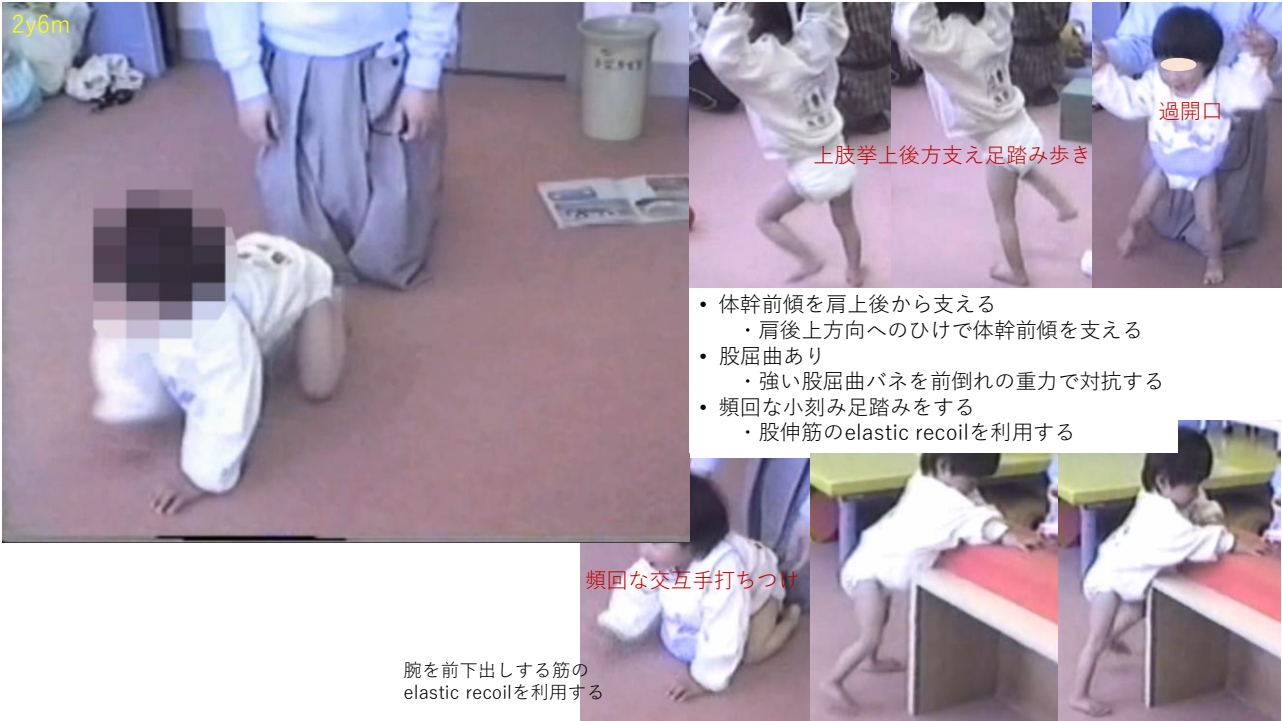 2y6m
上肢挙上後方支え足踏み歩き
過開口
• 体幹前傾を肩上後から支える
・肩後上方向へのひけで体幹前傾を支える
• 股屈曲あり
・強い股屈曲バネを前倒れの重力で対抗する
• 頻回な小刻み足踏みをする
・股伸筋のelastic recoilを利用する
頻回な交互手打ちつけ
腕を前下出しする筋の
elastic recoilを利用する